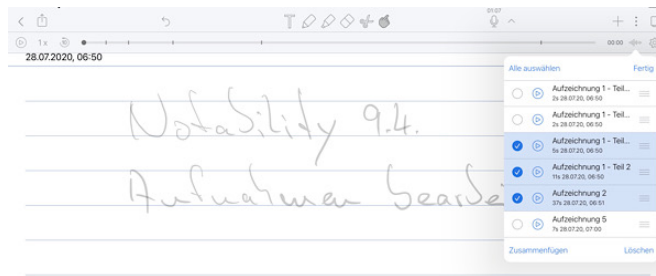 01:07
1x
00:00
28.07.2020, 06:50
Alle auswählen Fertig
Aufzeichnung 1 - Teil...
2s 28.07.20, 06:50
Aufzeichnung 1 - Teil...
2s 28.07.20, 06:50
Aufzeichnung 1 - Teil...
5s 28.07.20, 06:50
Aufzeichnung 1 - Teil 2
11s 28.07.20, 06:50
Aufzeichnung 2
37s 28.07.20, 06:51
Aufzeichnung 5
7s 28.07.20, 07:00
Zusammenfügen Löschen
Notability 9.4.
Aufnahmen bearbei